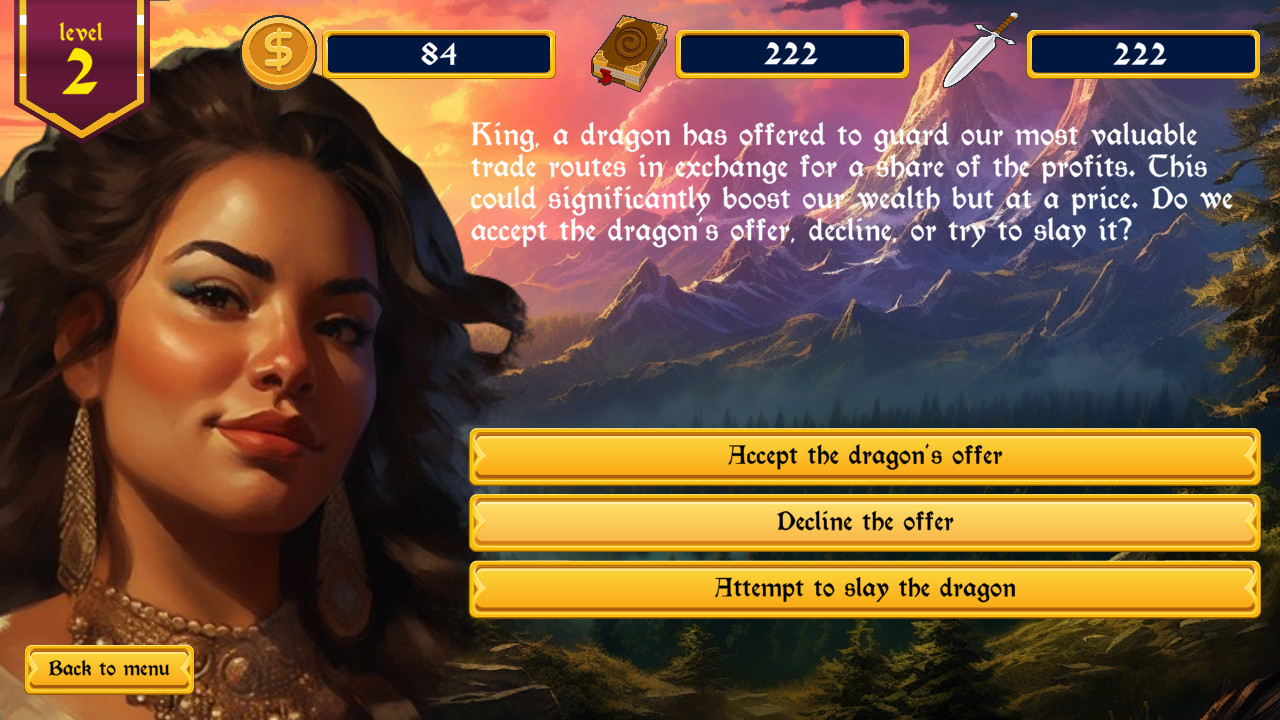 level
2
$
84
222
222
King, a dragon has offered to guard our most valuable
trade routes in exchange for a share of the profits. This
could significantly boost our wealth but at a price. Do we
accept the dragon's offer, decline, or try to slay it?
Accept the dragon's offer
Decline the offer
Attempt to slay the dragon
Back to menu